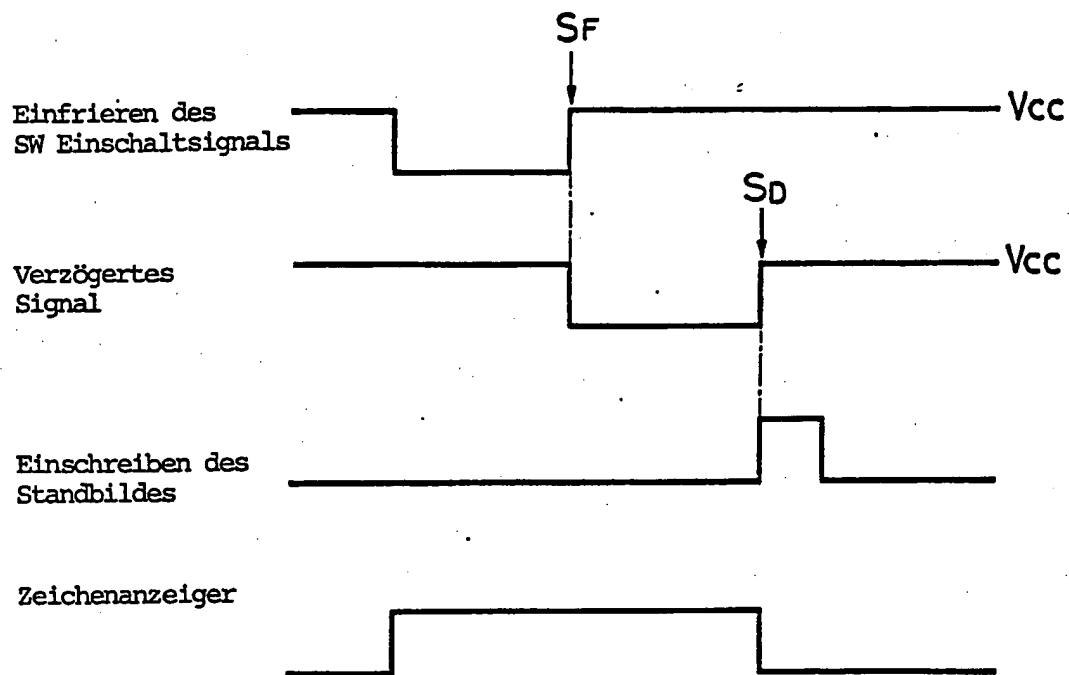 SF
Einfrieren des
SW Einschaltsignals
Vcc
SD
Verzögertes
Signal
Vcc
Einschreiben des
Standbildes
Zeichenanzeiger